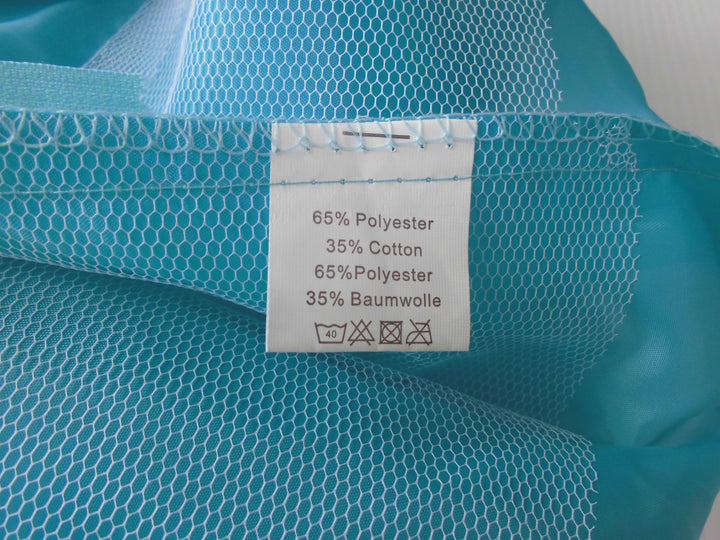 65% Polyester
35% Cotton
65%Polyester
35% Baumwolle
40